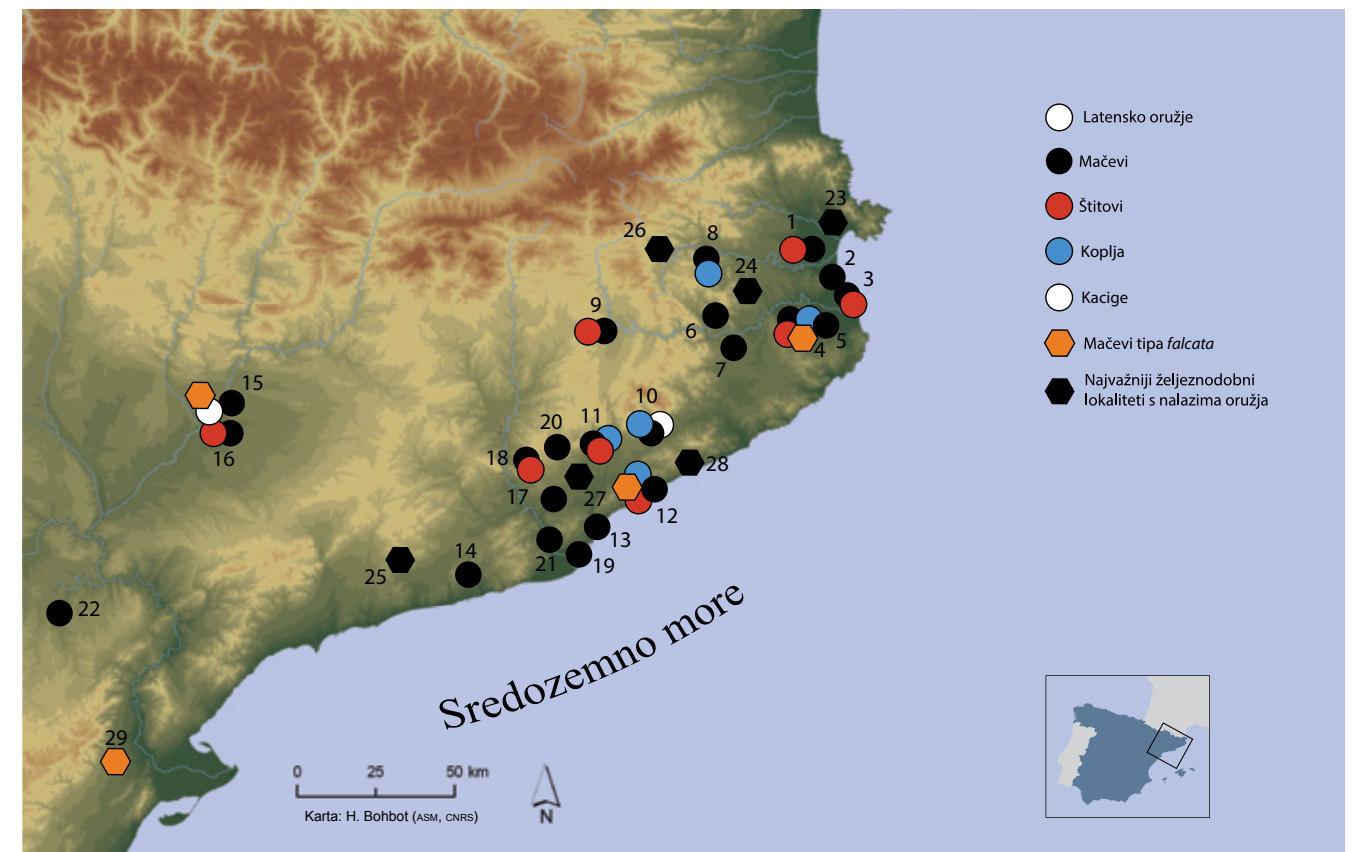 Latensko oružje
Mačevi
Štitovi
Koplja
Kacige
Mačevi tipa falcata
Najvažniji željeznodobni
lokaliteti s nalazima oružja
23
1
26
8
2
24
3
9
6
5
4
7
15
10
20
11
16
18
28
17
27
12
13
14
21
19
25
22
29
Sredozemno more
0 25 50 km
Karta: H. Bohbot (ASM, CNRS)
N